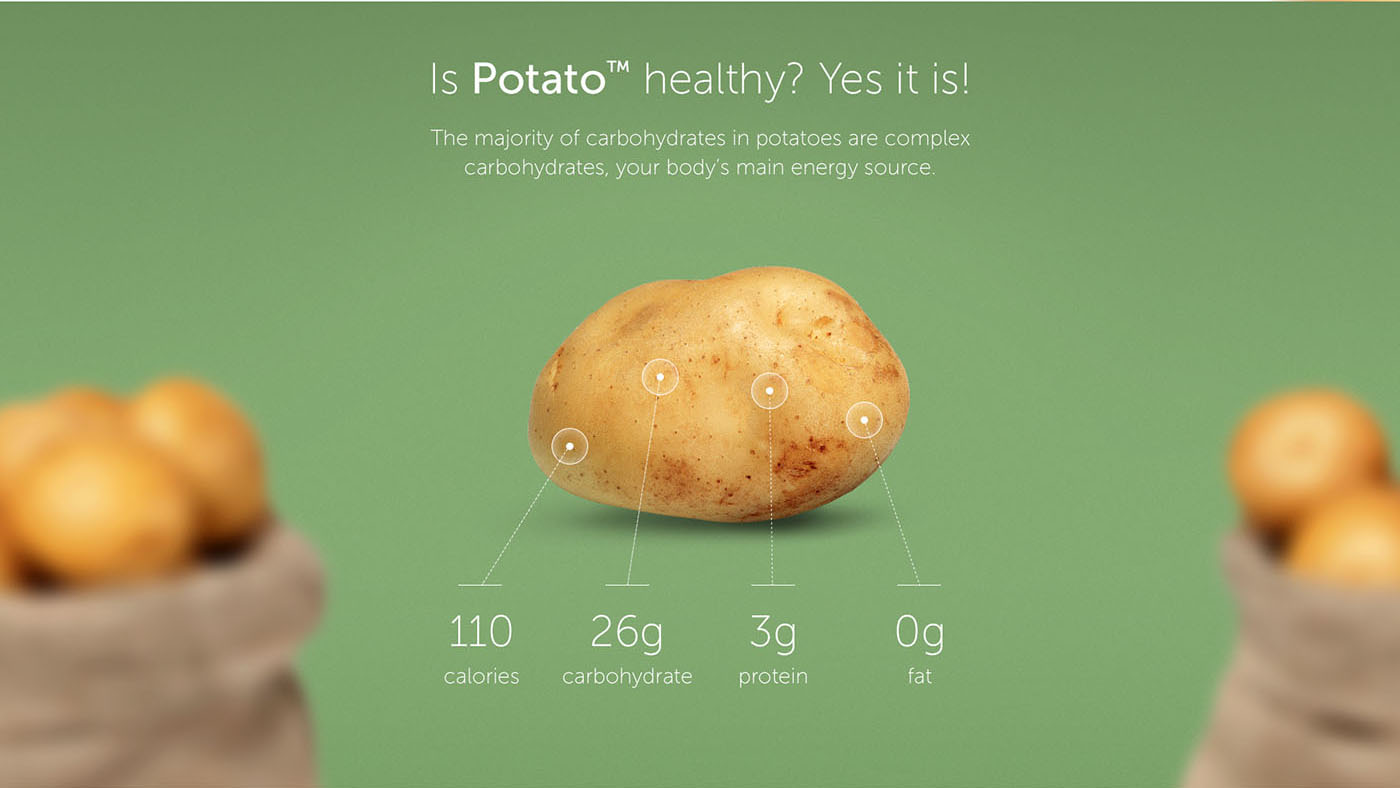 Is Potato™ healthy? Yes it is!
The majority of carbohydrates in potatoes are complex
carbohydrates, your body's main energy source.
110 26g 3g 0g
calories carbohydrate protein fat